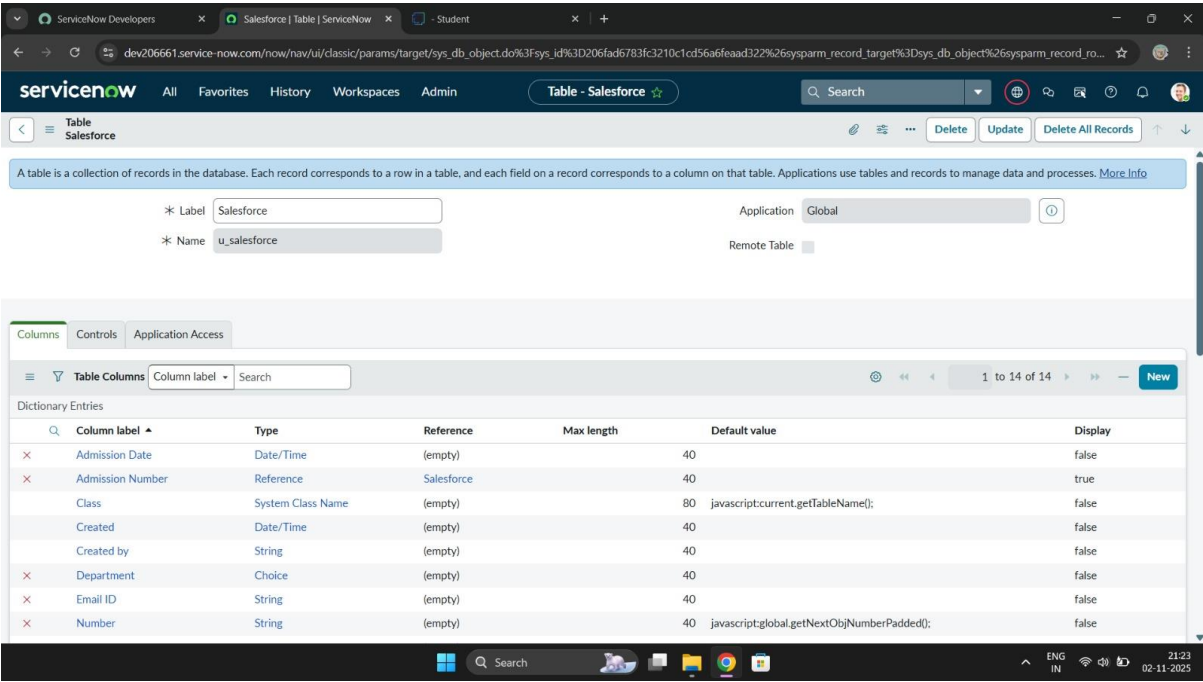 ServiceNow Developers
Salesforce | Table | ServiceNow
- Student
dev206661.service-now.com/now/nav/ui/classic/params/target/sys_db_object.do%3Fsys_id%3D206fad6783fc3210c1cd56a6feaad322%26sysparm_record_target%3Dsys_db_object%26sysparm_record_ro...
servicenow All Favorites History Workspaces Admin Table - Salesforce Search
Table
Salesforce
Delete Update Delete All Records
A table is a collection of records in the database. Each record corresponds to a row in a table, and each field on a record corresponds to a column on that table. Applications use tables and records to manage data and processes. More Info
Label Salesforce Application Global
Name u_salesforce Remote Table
Columns Controls Application Access
Table Columns Column label Search 1 to 14 of 14 New
Dictionary Entries
Column label Type Reference Max length Default value Display
Admission Date Date/Time (empty) 40 false
Admission Number Reference Salesforce 40 true
Class System Class Name (empty) 80 javascript:current.getTableName(); false
Created Date/Time (empty) 40 false
Created by String (empty) 40 false
Department Choice (empty) 40 false
Email ID String (empty) 40 false
Number String (empty) 40 javascript:global.getNextObjNumberPadded(); false
Search ENG 21:23
IN 02-11-2025